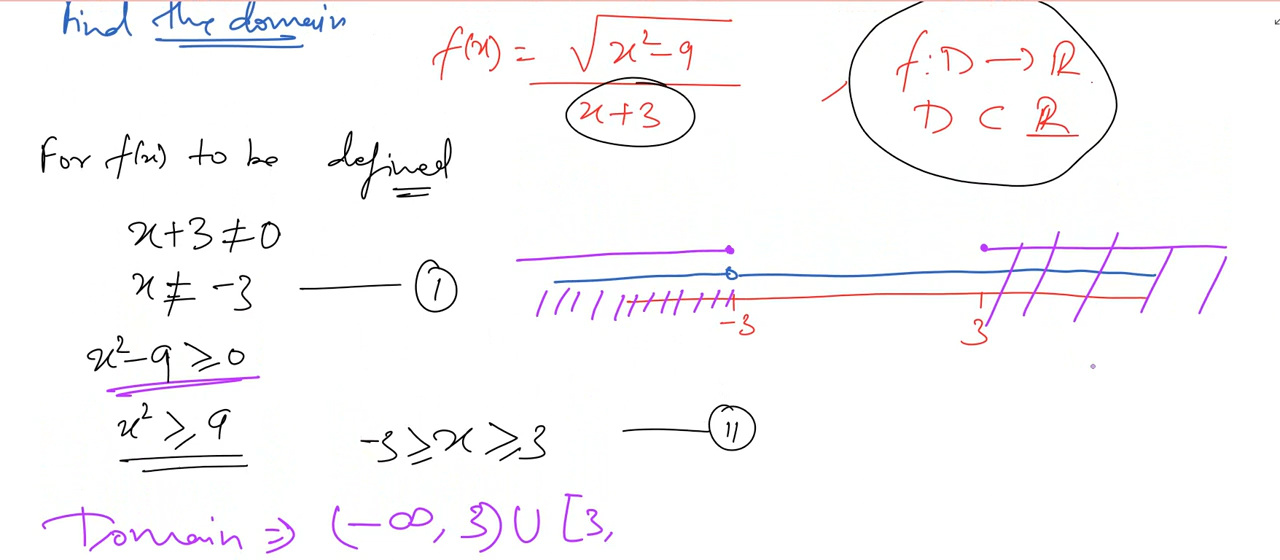 Find the domain
f(x) = √(x²-9) / (x+3)
f: D → R
D ⊂ R
For f(x) to be defined
x+3 ≠ 0
x ≠ -3 —— I
-3 3
x²-9 ≥ 0
x² ≥ 9
-3 ≥ x ≥ 3 —— II
Domain ⇒ (-∞, 3) ∪ [3,